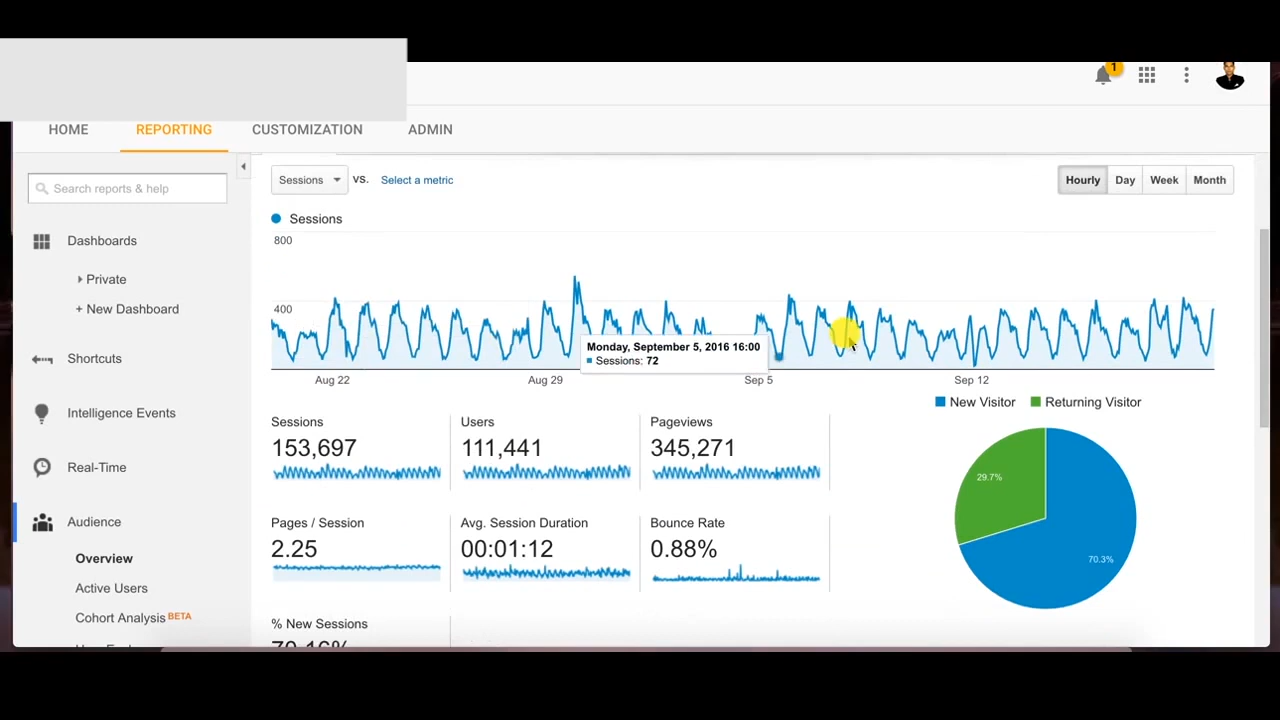 1
HOME REPORTING CUSTOMIZATION ADMIN
Search reports & help
Dashboards
Private
+ New Dashboard
Shortcuts
Intelligence Events
Real-Time
Audience
Overview
Active Users
Cohort Analysis BETA
Sessions VS. Select a metric
Hourly Day Week Month
Sessions
800
400
Monday, September 5, 2016 16:00
Sessions: 72
Aug 22 Aug 29 Sep 5 Sep 12
New Visitor Returning Visitor
Sessions
153,697
Users
111,441
Pageviews
345,271
29.7%
70.3%
Pages / Session
2.25
Avg. Session Duration
00:01:12
Bounce Rate
0.88%
% New Sessions